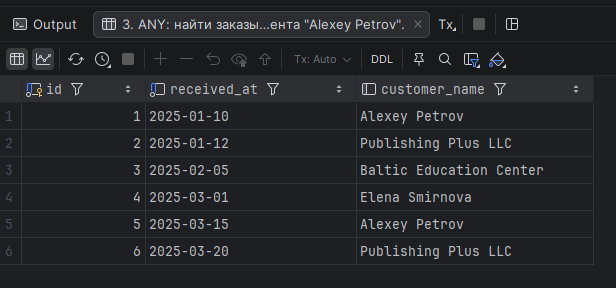 Output 3. ANY: найти заказы...ента "Alexey Petrov". Tx
Tx: Auto DDL
id received_at customer_name
1 1 2025-01-10 Alexey Petrov
2 2 2025-01-12 Publishing Plus LLC
3 3 2025-02-05 Baltic Education Center
4 4 2025-03-01 Elena Smirnova
5 5 2025-03-15 Alexey Petrov
6 6 2025-03-20 Publishing Plus LLC